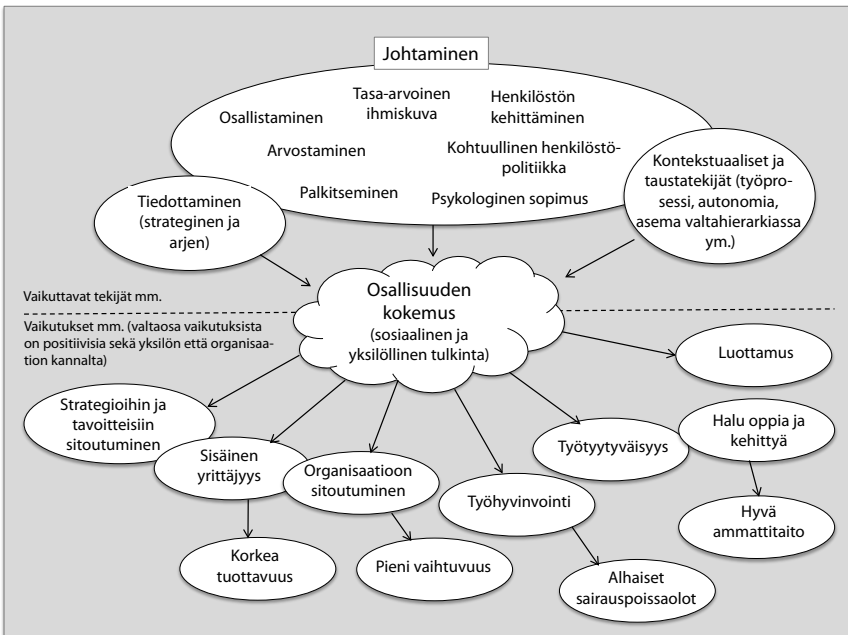 Johtaminen
Tasa-arvoinen
ihmiskuva
Henkilöstön
kehittäminen
Osallistaminen
Arvostaminen
Kohtuullinen henkilöstö-
politiikka
Palkitseminen
Psykologinen sopimus
Tiedottaminen
(strateginen ja
arjen)
Kontekstuaaliset ja
taustatekijät (työpro-
sessi, autonomia,
asema valtahierarkiassa
ym.)
Osallisuuden
kokemus
(sosiaalinen ja
yksilöllinen tulkinta)
Vaikuttavat tekijät mm.
Vaikutukset mm. (valtaosa vaikutuksista
on positiivisia sekä yksilön että organisaa-
tion kannalta)
Luottamus
Strategioihin ja
tavoitteisiin
sitoutuminen
Sisäinen
yrittäjyys
Organisaatioon
sitoutuminen
Työhyvinvointi
Työtyytyväisyys
Halu oppia ja
kehittyä
Korkea
tuottavuus
Pieni vaihtuvuus
Alhaiset
sairauspoissaolot
Hyvä
ammattitaito